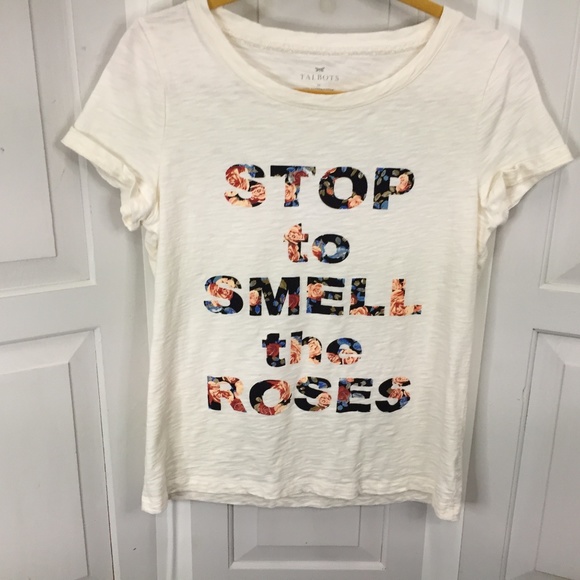 TALBOTS
STOP
to
SMELL
the
ROSES